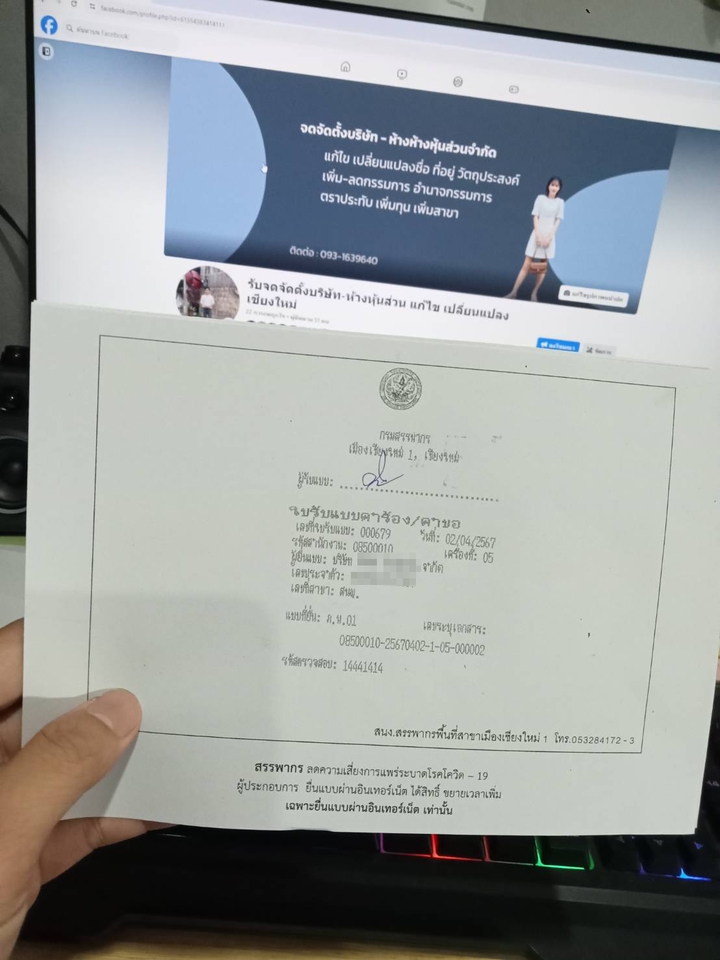 facebook.com/profile.php?id=
ค้นหาบน Facebook
จดจัดตั้งบริษัท - ห้างห้างหุ้นส่วนจำกัด
แก้ไข เปลี่ยนแปลงชื่อ ที่อยู่ วัตถุประสงค์
เพิ่ม-ลดกรรมการ อำนาจกรรมการ
ตราประทับ เพิ่มทุน เพิ่มสาขา
ติดต่อ : 093-1639640
รับจดจัดตั้งบริษัท-ห้างหุ้นส่วน แก้ไข เปลี่ยนแปลง
เชียงใหม่
กรมสรรพากร
เมืองเชียงใหม่ 1, เชียงใหม่
ผู้รับแบบ:
ใบรับแบบคำร้อง/คำขอ
เลขที่ใบรับแบบ: 000679 วันที่: 02/04/2567
รหัสสำนักงาน: 08500010 เครื่องที่: 05
ผู้ยื่นแบบ: บริษัท จำกัด
เลขประจำตัว:
เลขที่สาขา: สนญ.
แบบที่ยื่น: ภ.พ.01 เลขระบุเอกสาร:
08500010-25670402-1-05-000002
รหัสตรวจสอบ: 14441414
สนง.สรรพากรพื้นที่สาขาเมืองเชียงใหม่ 1 โทร.053284172 - 3
สรรพากร ลดความเสี่ยงการแพร่ระบาดโรคโควิด – 19
ผู้ประกอบการ ยื่นแบบผ่านอินเทอร์เน็ต ได้สิทธิ์ ขยายเวลาเพิ่ม
เฉพาะยื่นแบบผ่านอินเทอร์เน็ต เท่านั้น